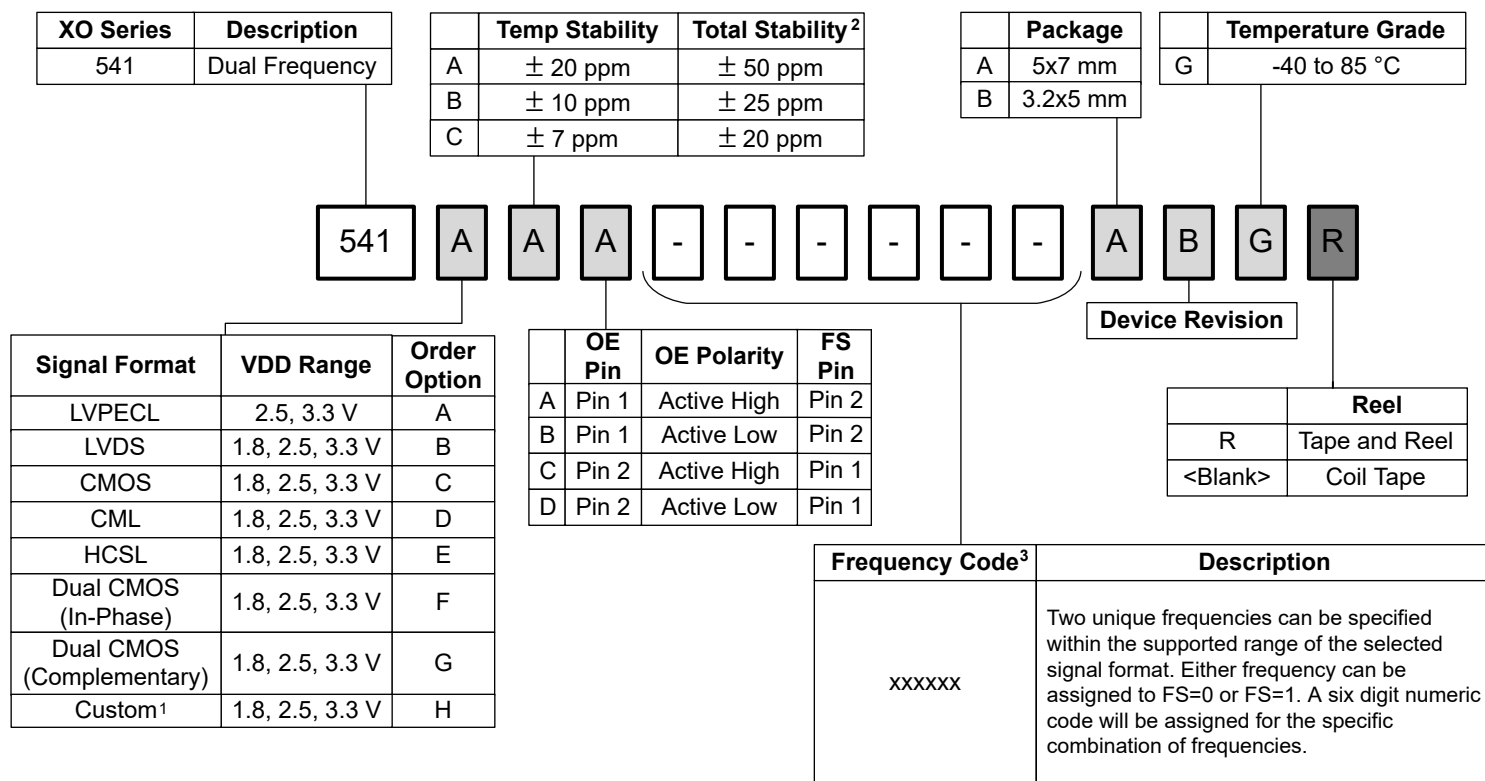 XO Series Description
541 Dual Frequency
Temp Stability Total Stability²
A ± 20 ppm ± 50 ppm
B ± 10 ppm ± 25 ppm
C ± 7 ppm ± 20 ppm
Package
A 5x7 mm
B 3.2x5 mm
Temperature Grade
G -40 to 85 °C
541 A A A - - - - - - A B G R
Signal Format VDD Range Order Option
LVPECL 2.5, 3.3 V A
LVDS 1.8, 2.5, 3.3 V B
CMOS 1.8, 2.5, 3.3 V C
CML 1.8, 2.5, 3.3 V D
HCSL 1.8, 2.5, 3.3 V E
Dual CMOS
(In-Phase) 1.8, 2.5, 3.3 V F
Dual CMOS
(Complementary) 1.8, 2.5, 3.3 V G
Custom¹ 1.8, 2.5, 3.3 V H
OE Pin OE Polarity FS Pin
A Pin 1 Active High Pin 2
B Pin 1 Active Low Pin 2
C Pin 2 Active High Pin 1
D Pin 2 Active Low Pin 1
Device Revision
Reel
R Tape and Reel
<Blank> Coil Tape
Frequency Code³ Description
xxxxxx
Two unique frequencies can be specified
within the supported range of the selected
signal format. Either frequency can be
assigned to FS=0 or FS=1. A six digit numeric
code will be assigned for the specific
combination of frequencies.